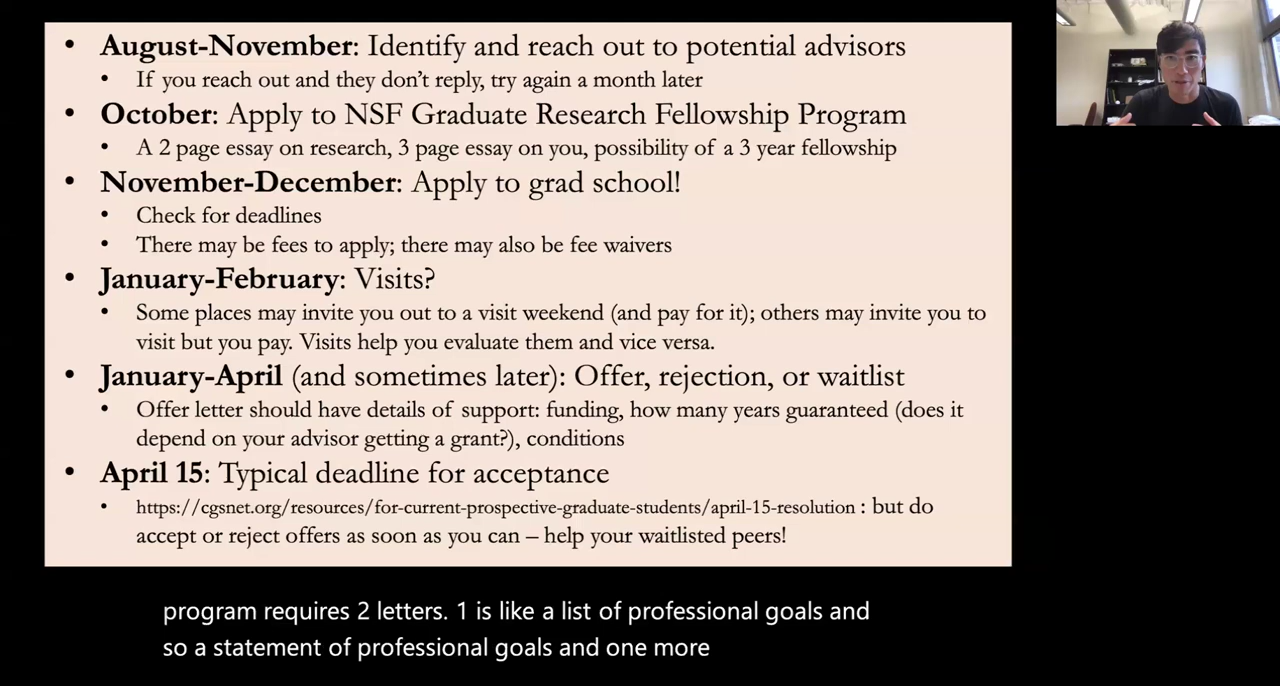 • August-November: Identify and reach out to potential advisors
• If you reach out and they don’t reply, try again a month later
• October: Apply to NSF Graduate Research Fellowship Program
• A 2 page essay on research, 3 page essay on you, possibility of a 3 year fellowship
• November-December: Apply to grad school!
• Check for deadlines
• There may be fees to apply; there may also be fee waivers
• January-February: Visits?
• Some places may invite you out to a visit weekend (and pay for it); others may invite you to
visit but you pay. Visits help you evaluate them and vice versa.
• January-April (and sometimes later): Offer, rejection, or waitlist
• Offer letter should have details of support: funding, how many years guaranteed (does it
depend on your advisor getting a grant?), conditions
• April 15: Typical deadline for acceptance
• https://cgsnet.org/resources/for-current-prospective-graduate-students/april-15-resolution : but do
accept or reject offers as soon as you can – help your waitlisted peers!
program requires 2 letters. 1 is like a list of professional goals and
so a statement of professional goals and one more